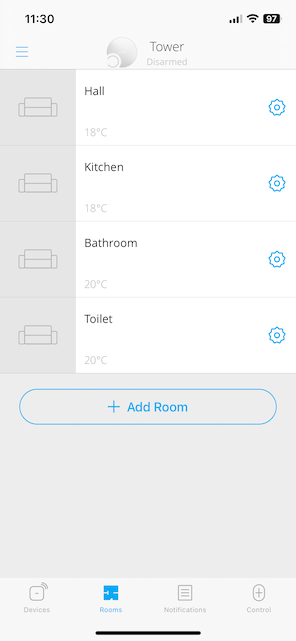 11:30
97
Tower
Disarmed
Hall
18°C
Kitchen
18°C
Bathroom
20°C
Toilet
20°C
+ Add Room
Devices
Rooms
Notifications
Control